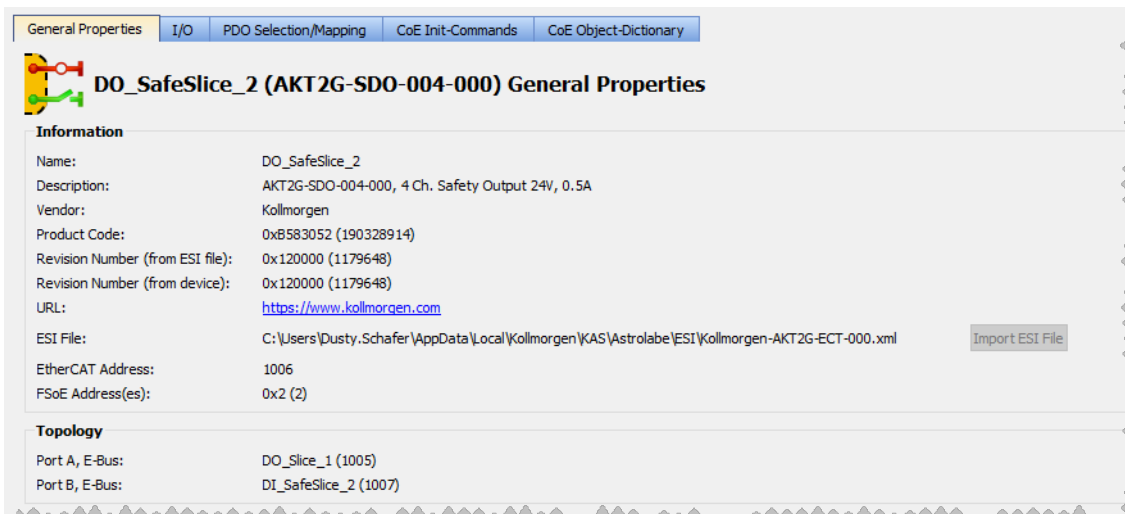 General Properties I/O PDO Selection/Mapping CoE Init-Commands CoE Object-Dictionary
DO_SafeSlice_2 (AKT2G-SDO-004-000) General Properties
Information
Name: DO_SafeSlice_2
Description: AKT2G-SDO-004-000, 4 Ch. Safety Output 24V, 0.5A
Vendor: Kollmorgen
Product Code: 0xB583052 (190328914)
Revision Number (from ESI file): 0x120000 (1179648)
Revision Number (from device): 0x120000 (1179648)
URL: https://www.kollmorgen.com
ESI File: C:\Users\Dusty.Schafer\AppData\Local\Kollmorgen\KAS\Astrolabe\ESI\Kollmorgen-AKT2G-ECT-000.xml Import ESI File
EtherCAT Address: 1006
FSoE Address(es): 0x2 (2)
Topology
Port A, E-Bus: DO_Slice_1 (1005)
Port B, E-Bus: DI_SafeSlice_2 (1007)